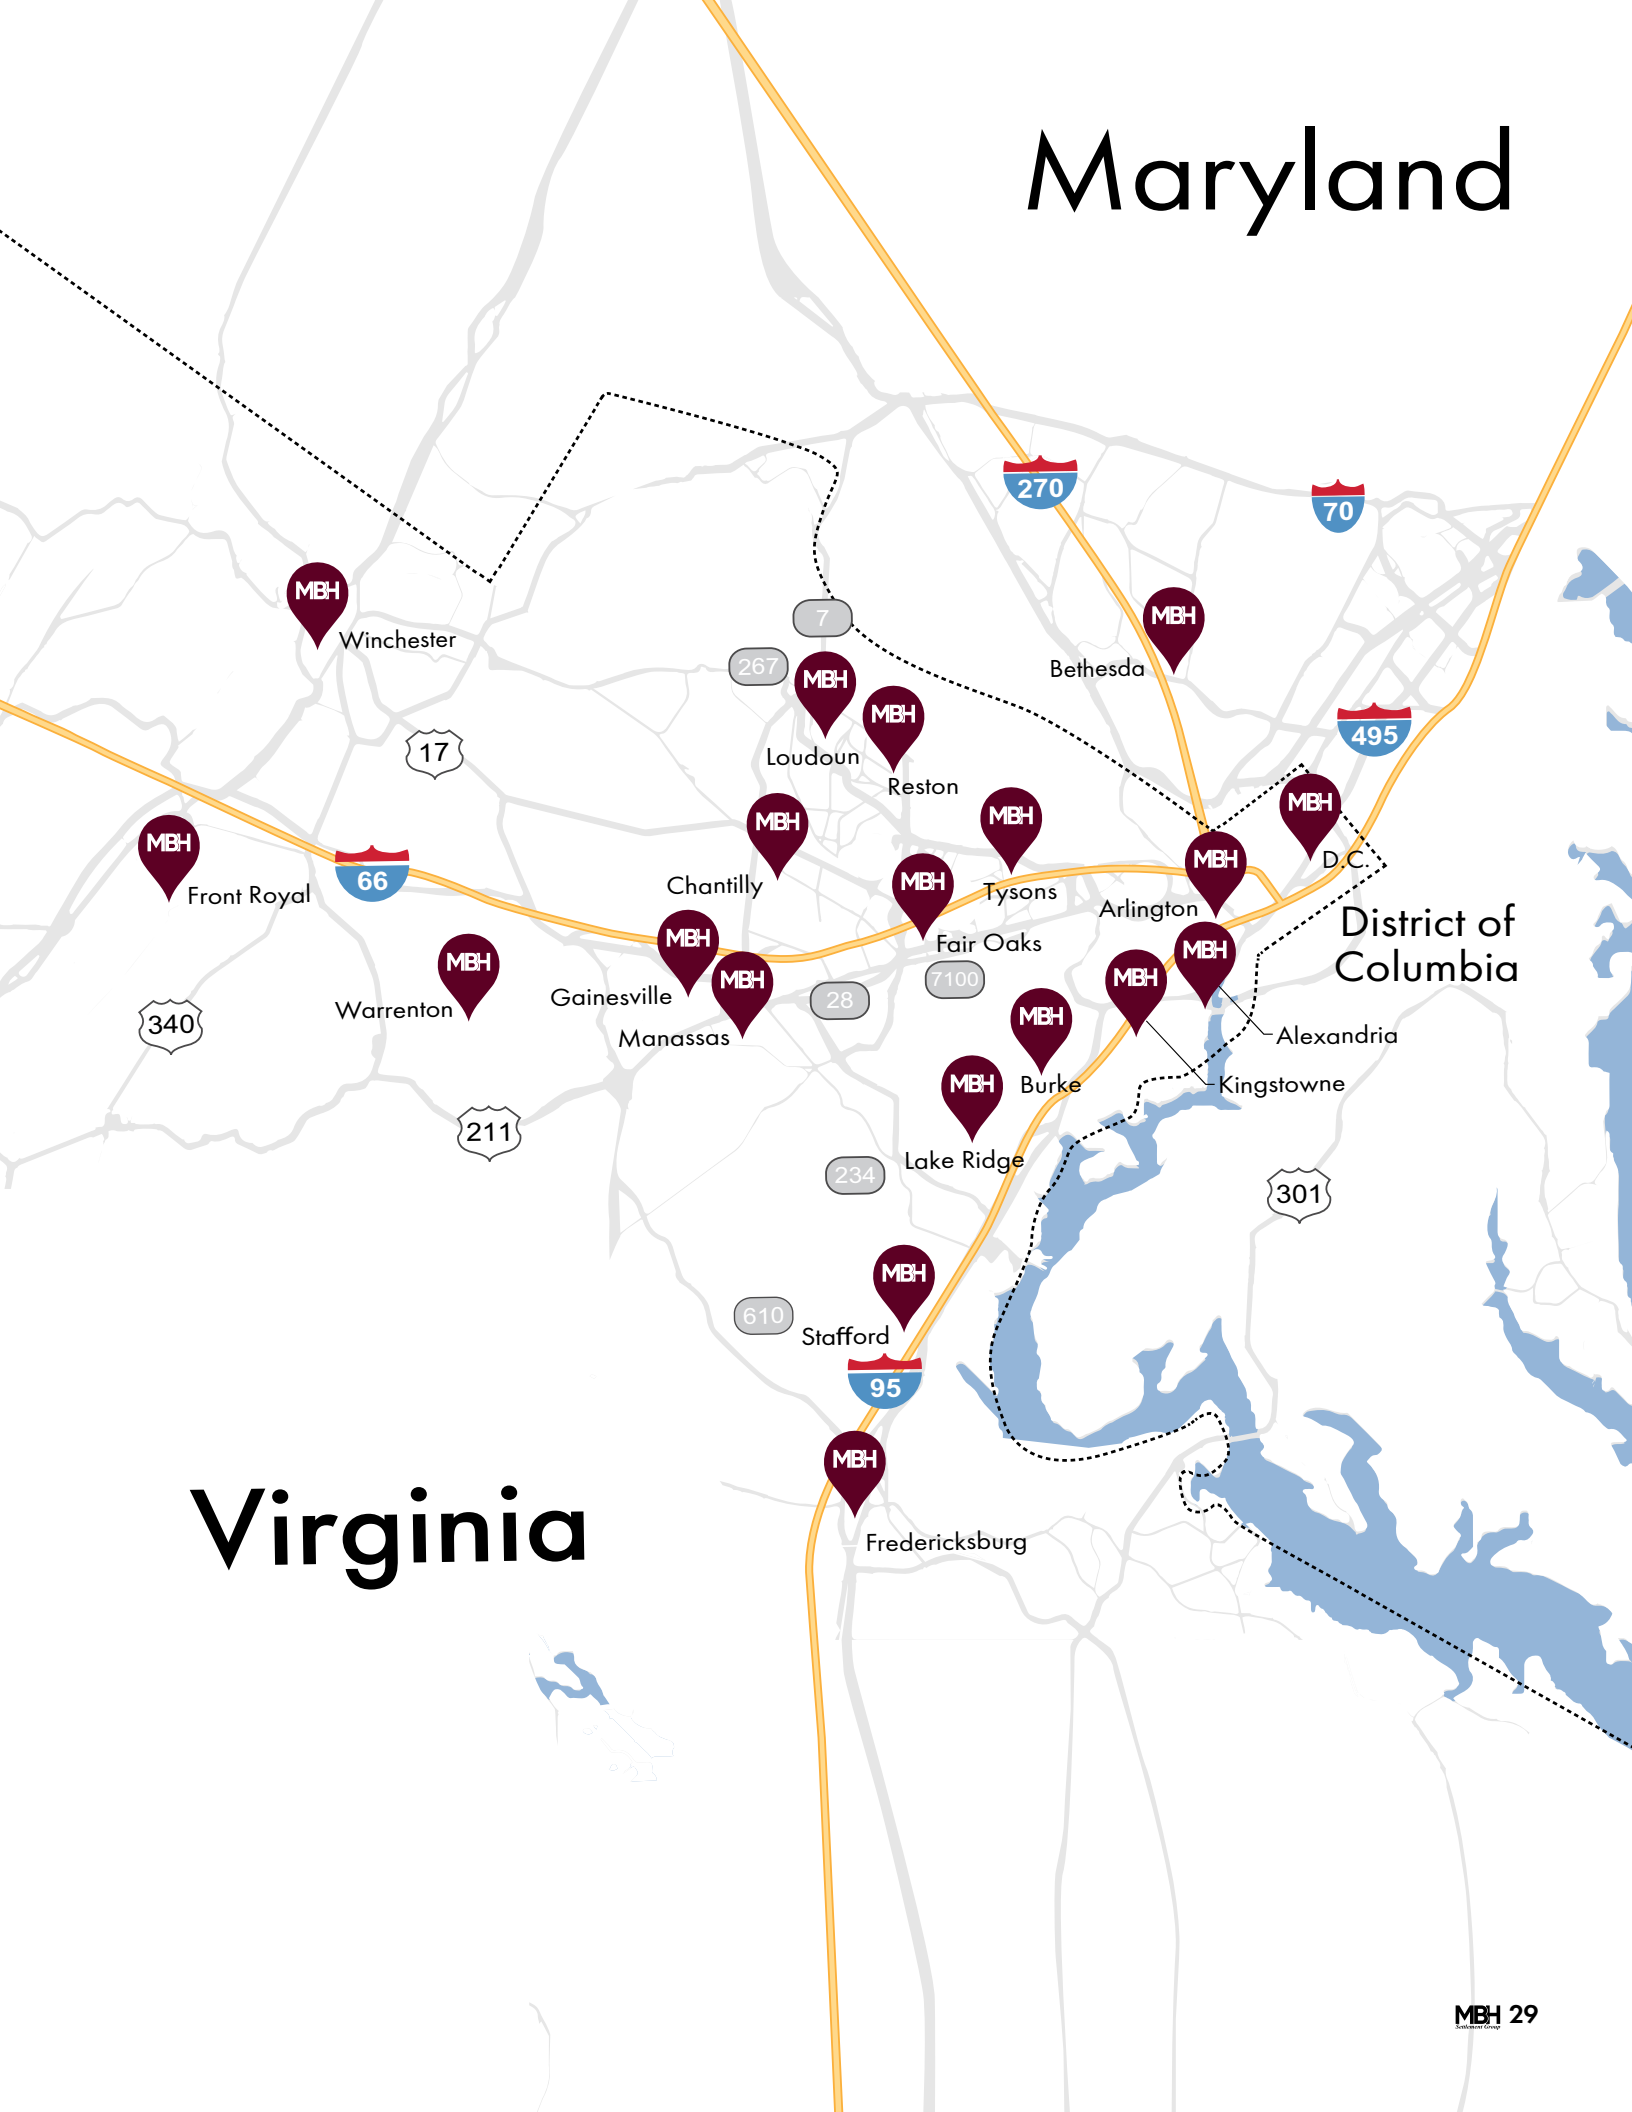 Maryland
270
70
MBH
Winchester
MBH
Bethesda
7
267
MBH
Loudoun
MBH
Reston
495
17
MBH
D.C.
MBH
Chantilly
MBH
Tysons
MBH
Front Royal
66
MBH
Fair Oaks
MBH
Arlington
District of
Columbia
MBH
Gainesville
MBH
Warrenton
MBH
Manassas
7100
28
MBH
Alexandria
MBH
Kingstowne
340
MBH
Burke
MBH
Lake Ridge
211
234
301
MBH
Stafford
610
95
MBH
Fredericksburg
Virginia
MBH 29
Settlement Group